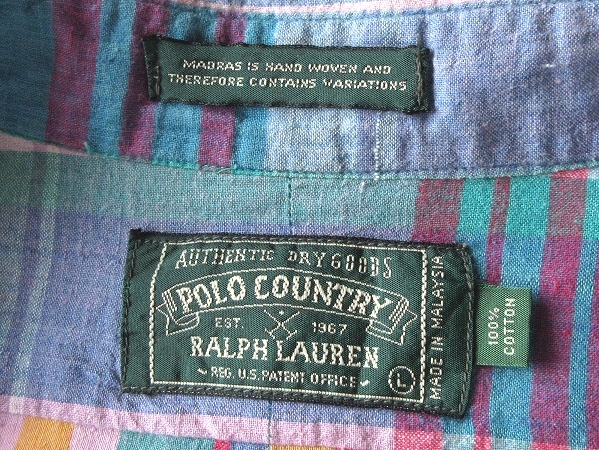 MADRAS IS HAND WOVEN AND
THEREFORE CONTAINS VARIATIONS
AUTHENTIC DRY GOODS
POLO COUNTRY
EST. 1967
RALPH LAUREN
REG. U.S. PATENT OFFICE
L
MADE IN MALAYSIA
100%
COTTON